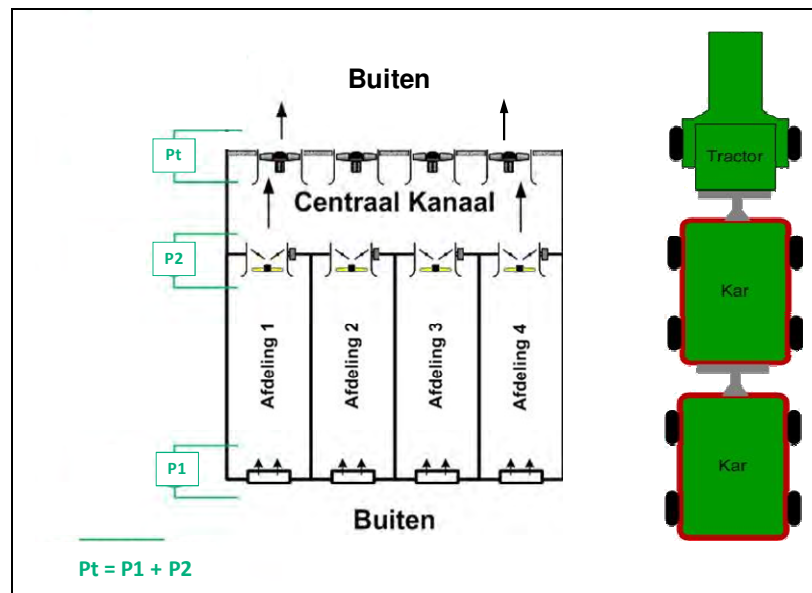 Buiten
Pt
Centraal Kanaal
P2
Afdeling 1
Afdeling 2
Afdeling 3
Afdeling 4
P1
Buiten
Pt = P1 + P2
Tractor
Kar
Kar